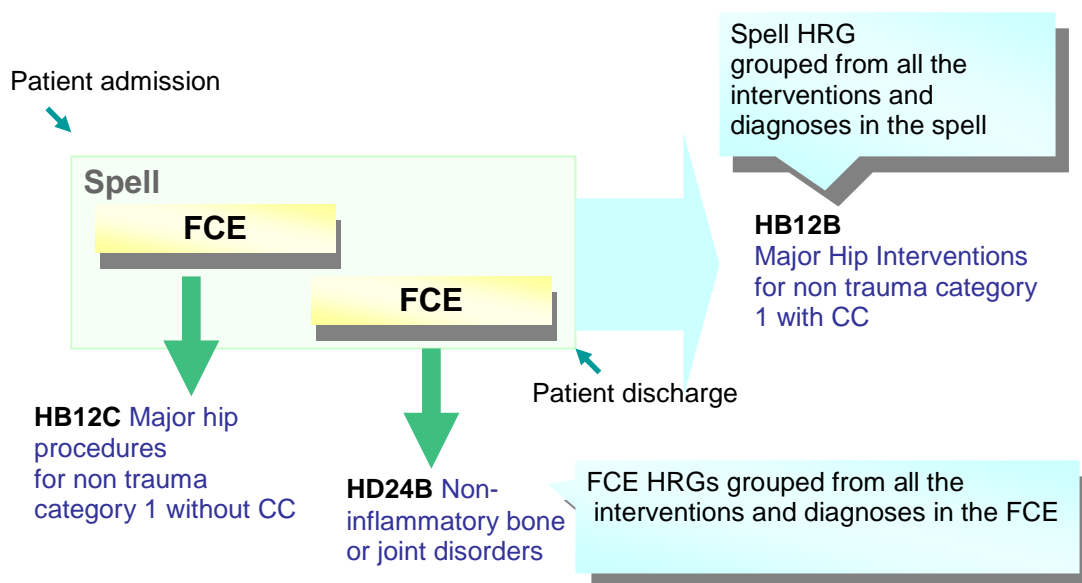 Spell HRG
grouped from all the
interventions and
diagnoses in the spell
Patient admission
Spell
FCE
FCE
HB12B
Major Hip Interventions
for non trauma category
1 with CC
Patient discharge
HB12C Major hip
procedures
for non trauma
category 1 without CC
HD24B Non-
inflammatory bone
or joint disorders
FCE HRGs grouped from all the
interventions and diagnoses in the FCE